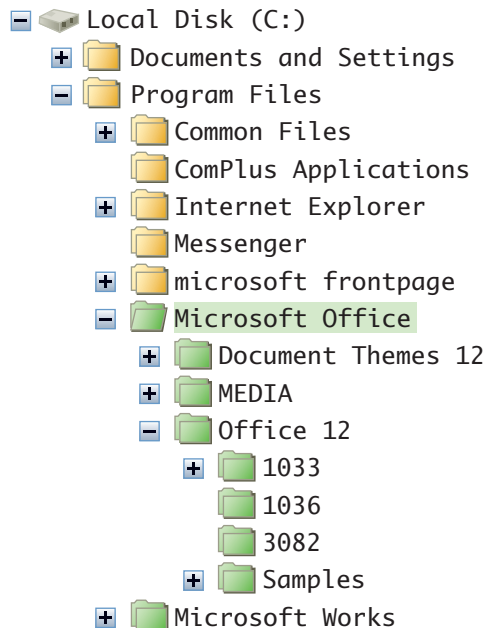 Local Disk (C:)
Documents and Settings
Program Files
Common Files
ComPlus Applications
Internet Explorer
Messenger
microsoft frontpage
Microsoft Office
Document Themes 12
MEDIA
Office 12
1033
1036
3082
Samples
Microsoft Works